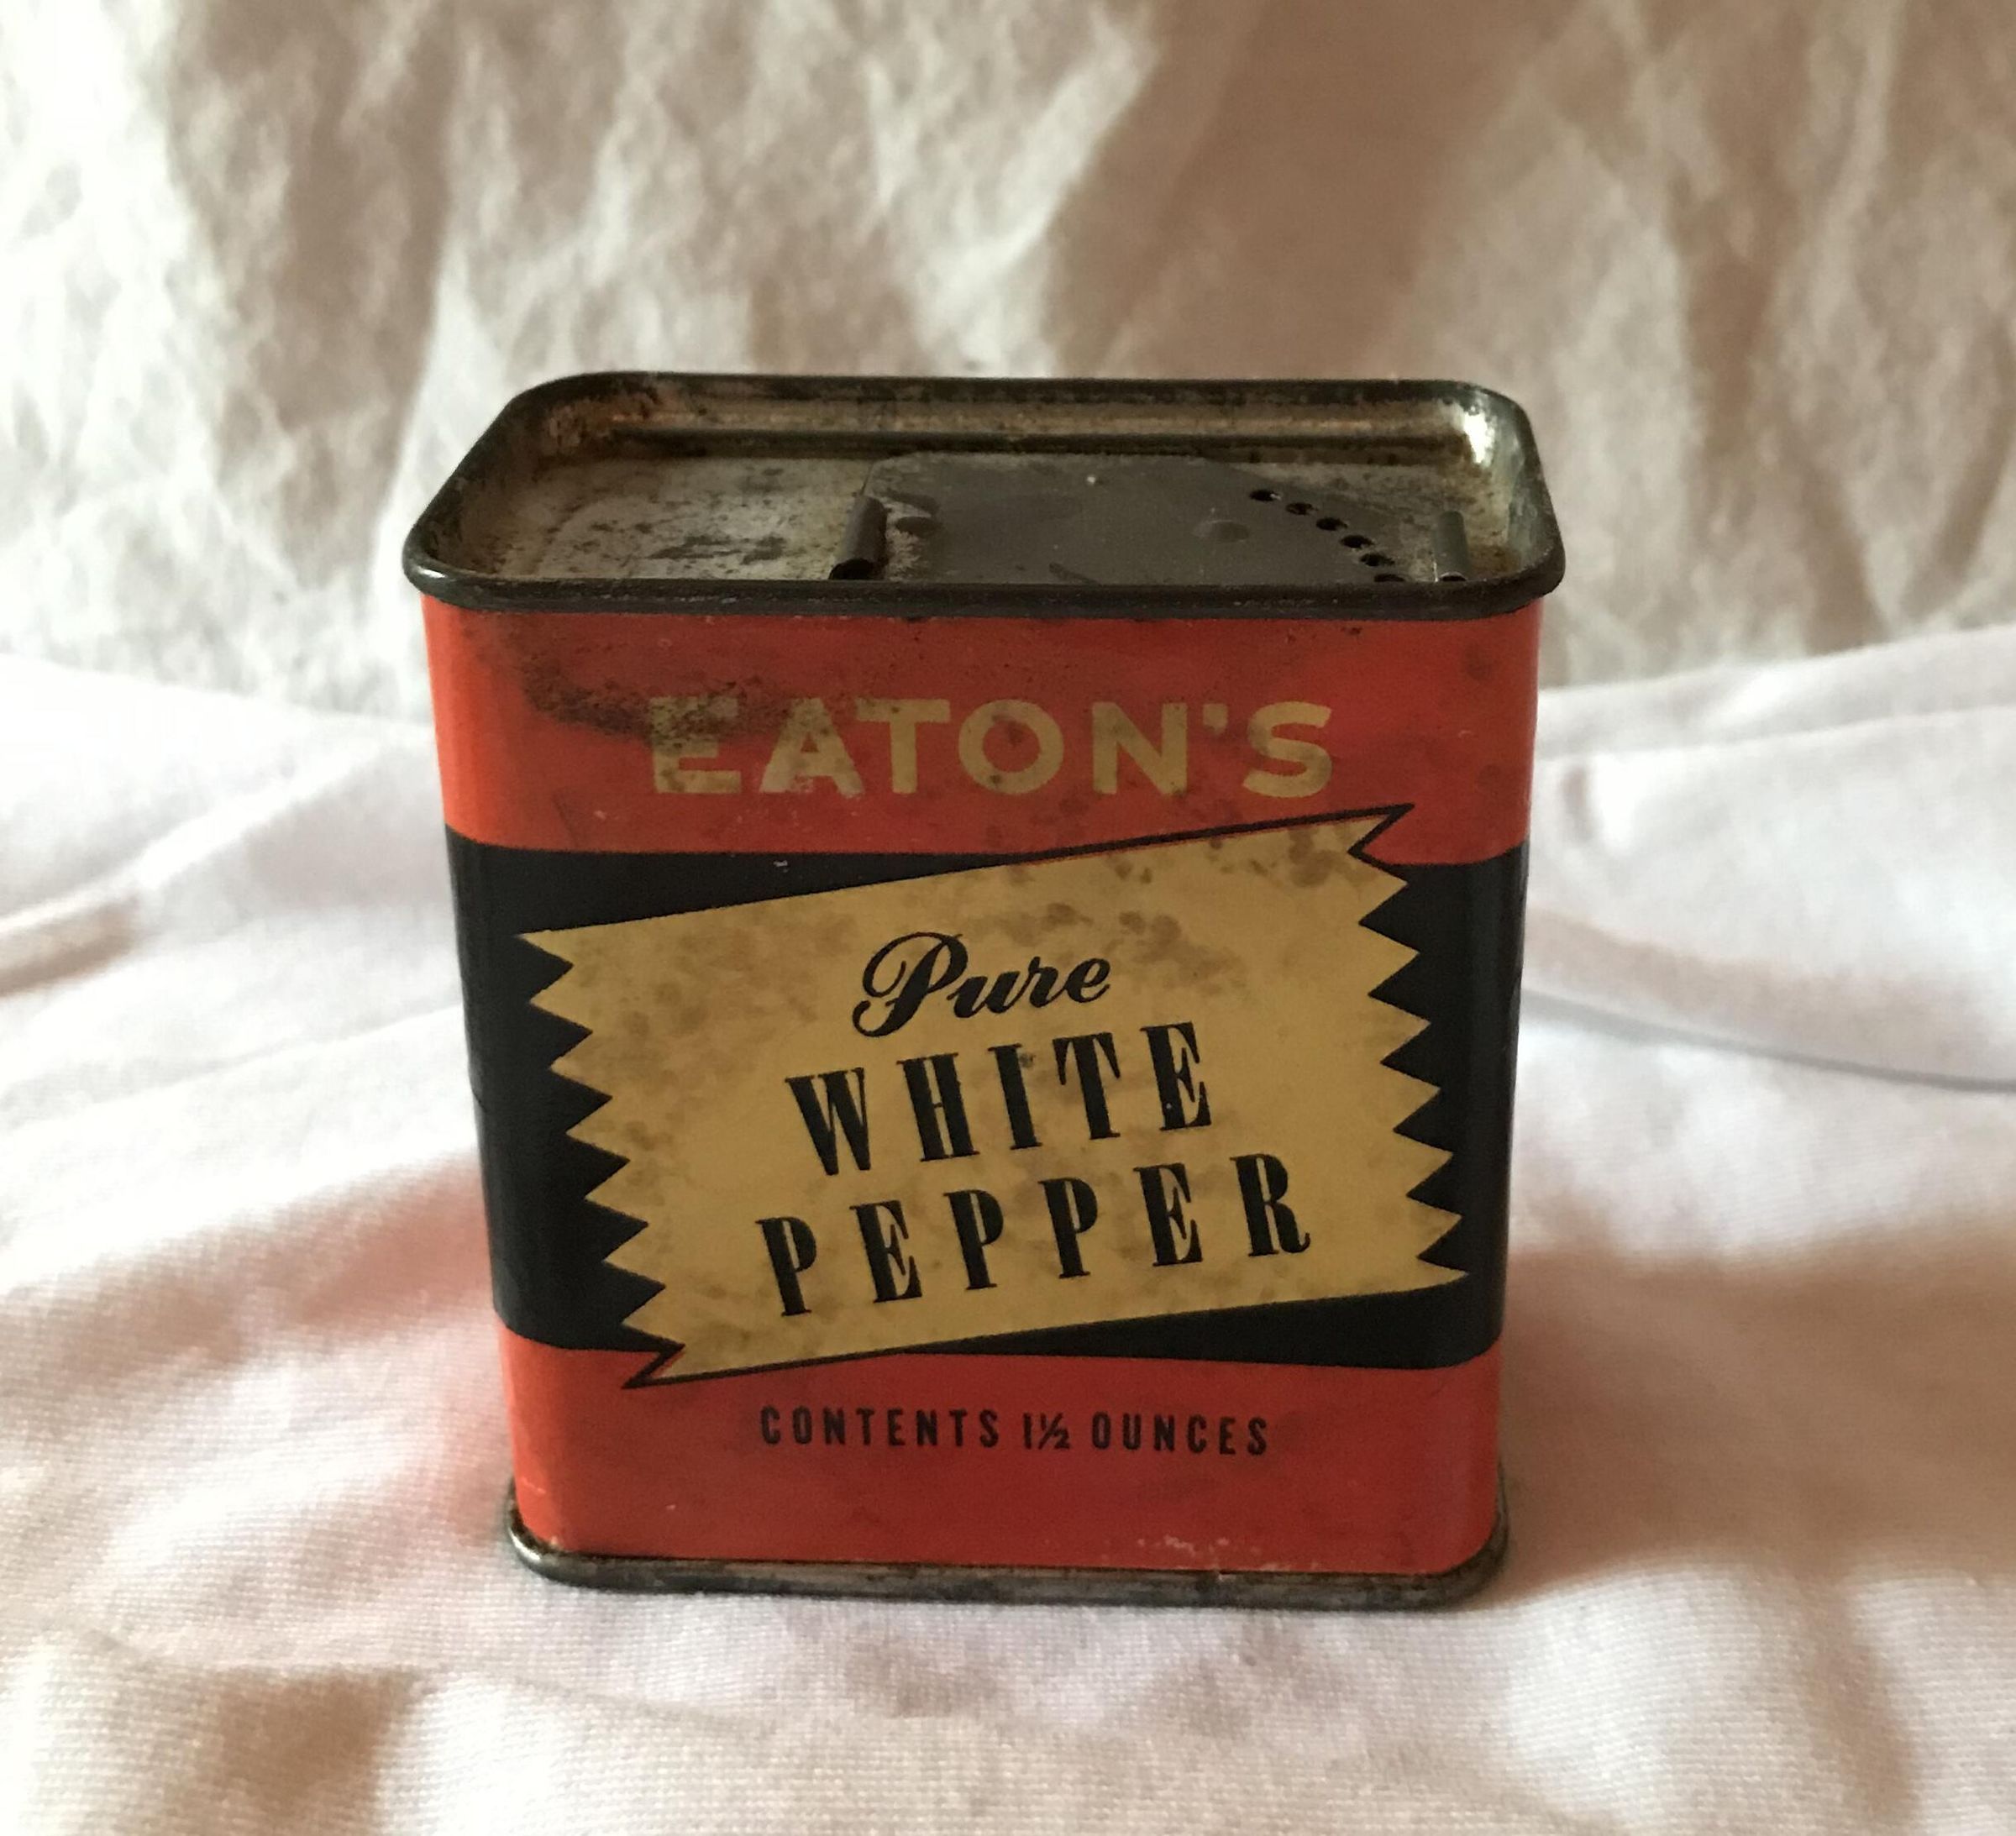 EATON'S
Pure
WHITE
PEPPER
CONTENTS 1½ OUNCES